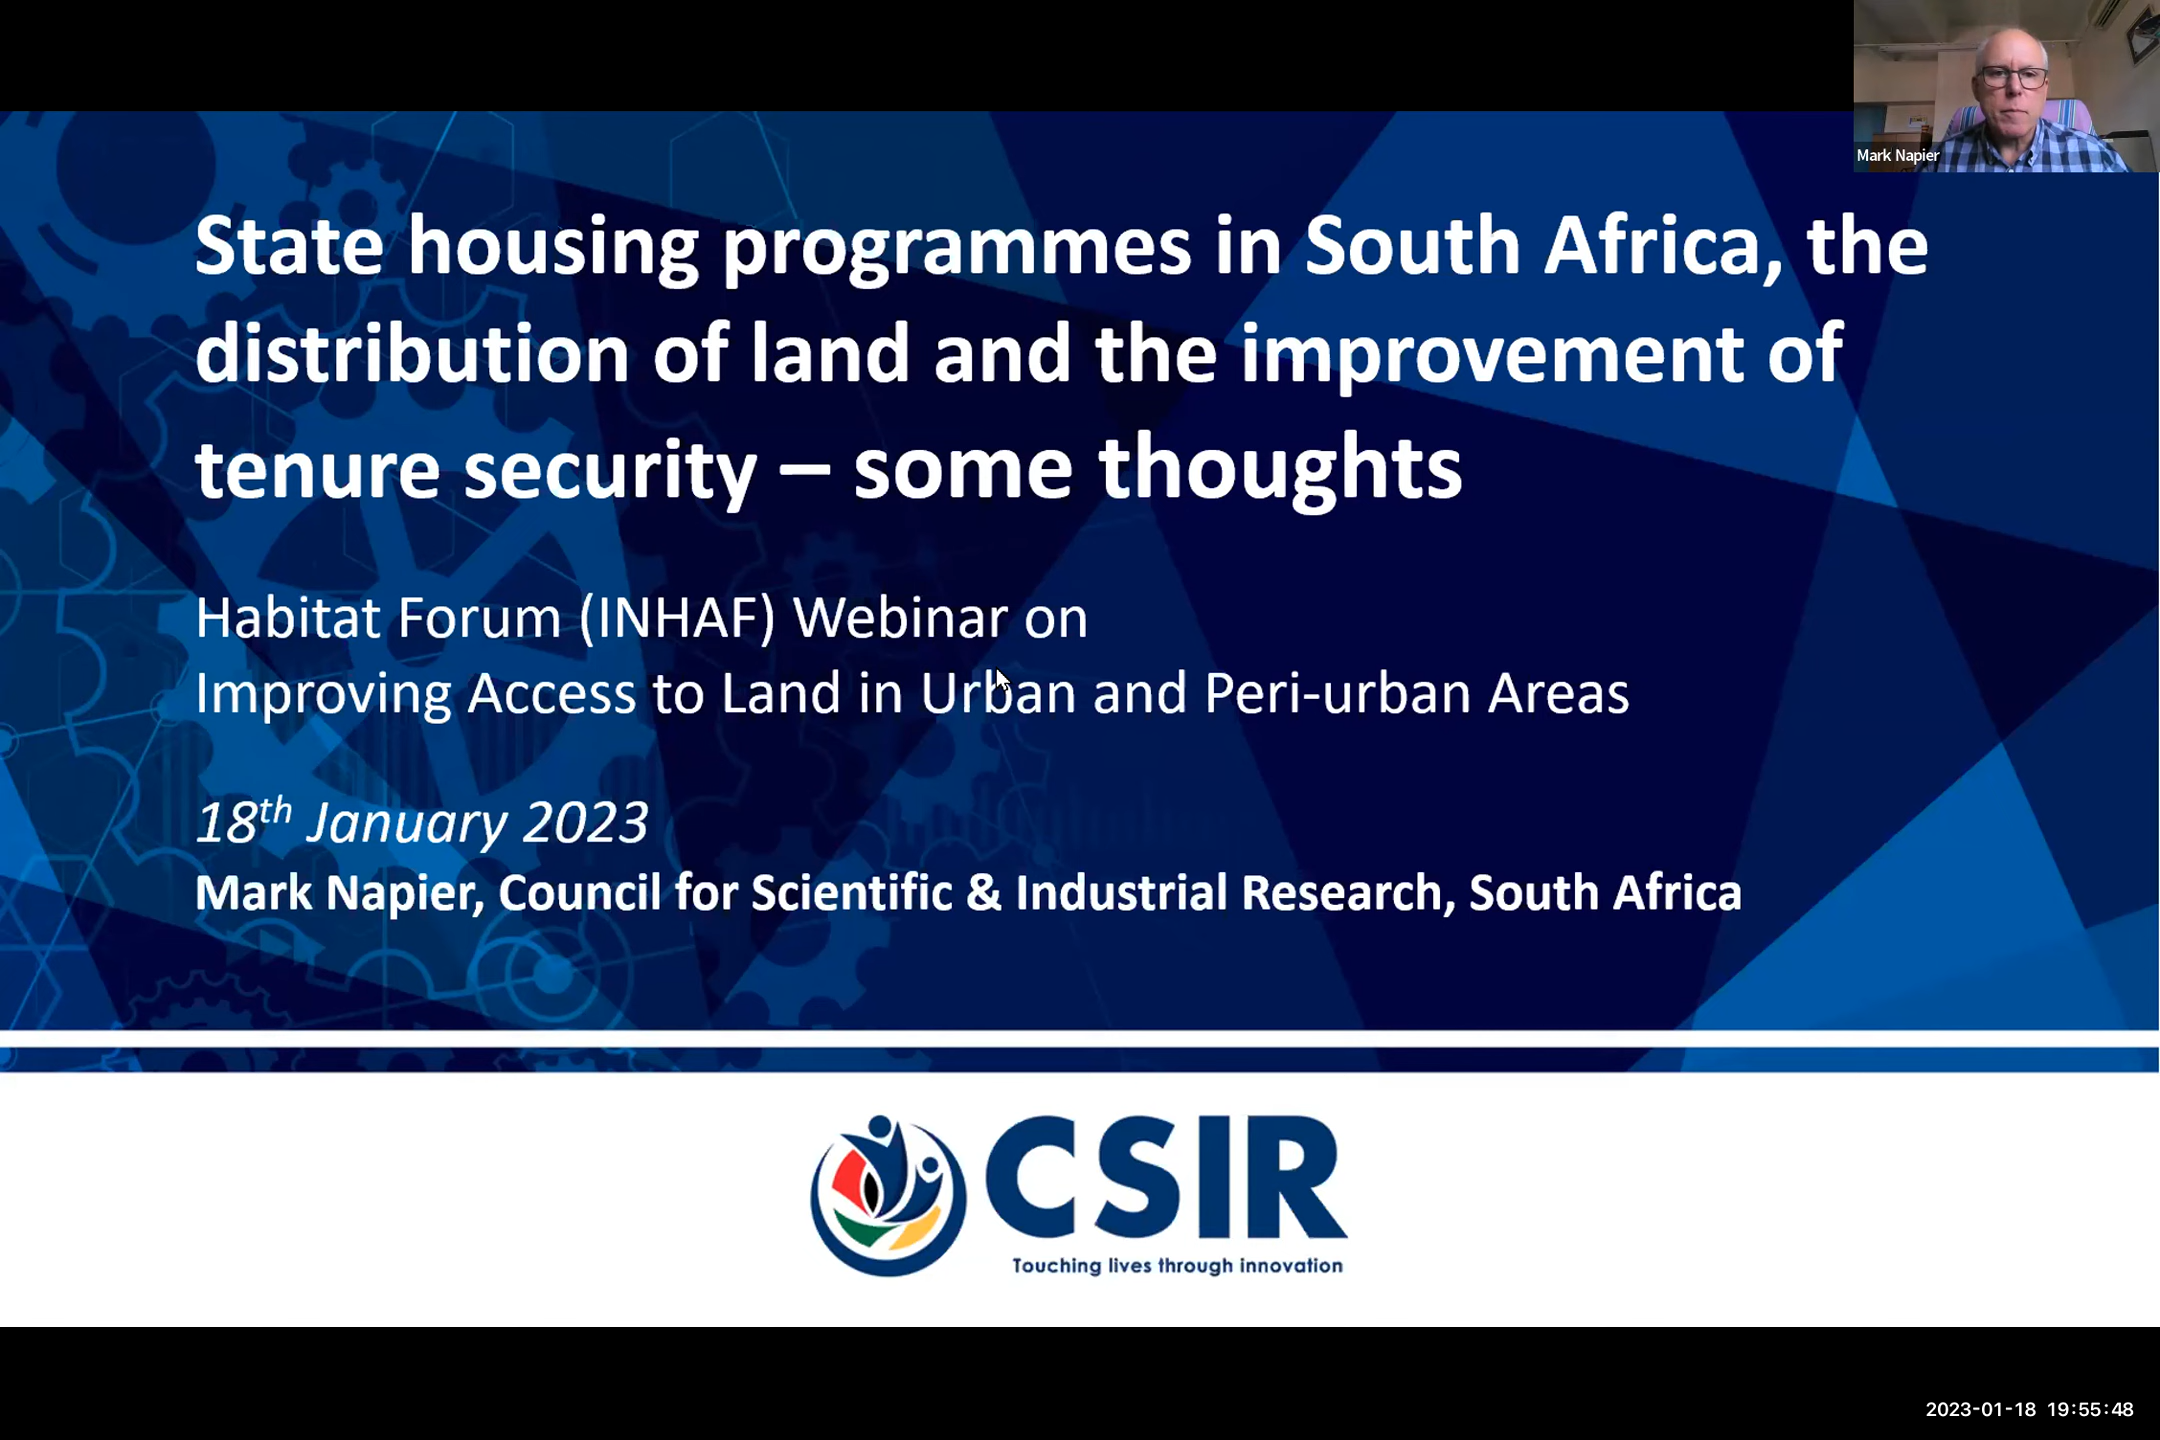 Mark Napier
State housing programmes in South Africa, the
distribution of land and the improvement of
tenure security – some thoughts
Habitat Forum (INHAF) Webinar on
Improving Access to Land in Urban and Peri-urban Areas
18th January 2023
Mark Napier, Council for Scientific & Industrial Research, South Africa
CSIR
Touching lives through innovation
2023-01-18 19:55:48